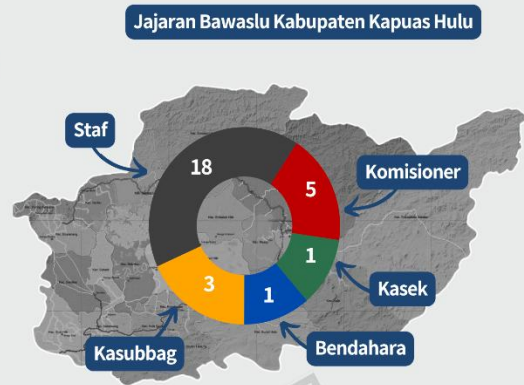 Jajaran Bawaslu Kabupaten Kapuas Hulu
Staf
18
5
Komisioner
1
Kasek
3
1
Kasubbag
Bendahara